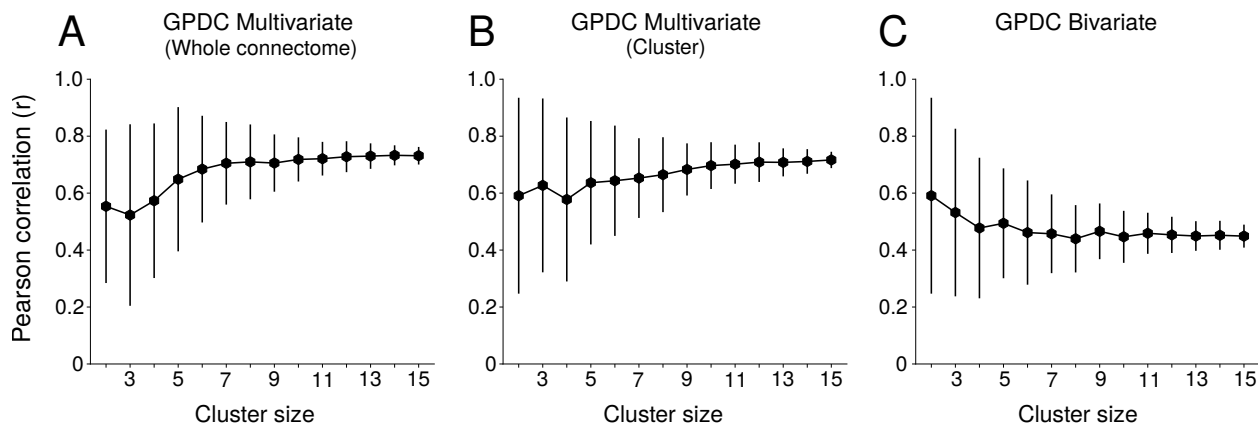 A
GPDC Multivariate
(Whole connectome)
Pearson correlation (r)
1.0
0.8
0.6
0.4
0.2
0
3 5 7 9 11 13 15
Cluster size
B
GPDC Multivariate
(Cluster)
1.0
0.8
0.6
0.4
0.2
0
3 5 7 9 11 13 15
Cluster size
C
GPDC Bivariate
1.0
0.8
0.6
0.4
0.2
0
3 5 7 9 11 13 15
Cluster size